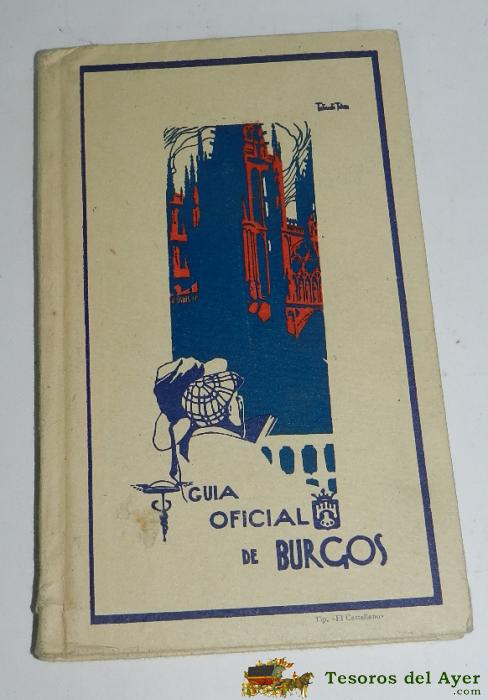 GUIA
OFICIAL
DE BURGOS
Tip. «El Castellano»
Tesoros del Ayer
.com